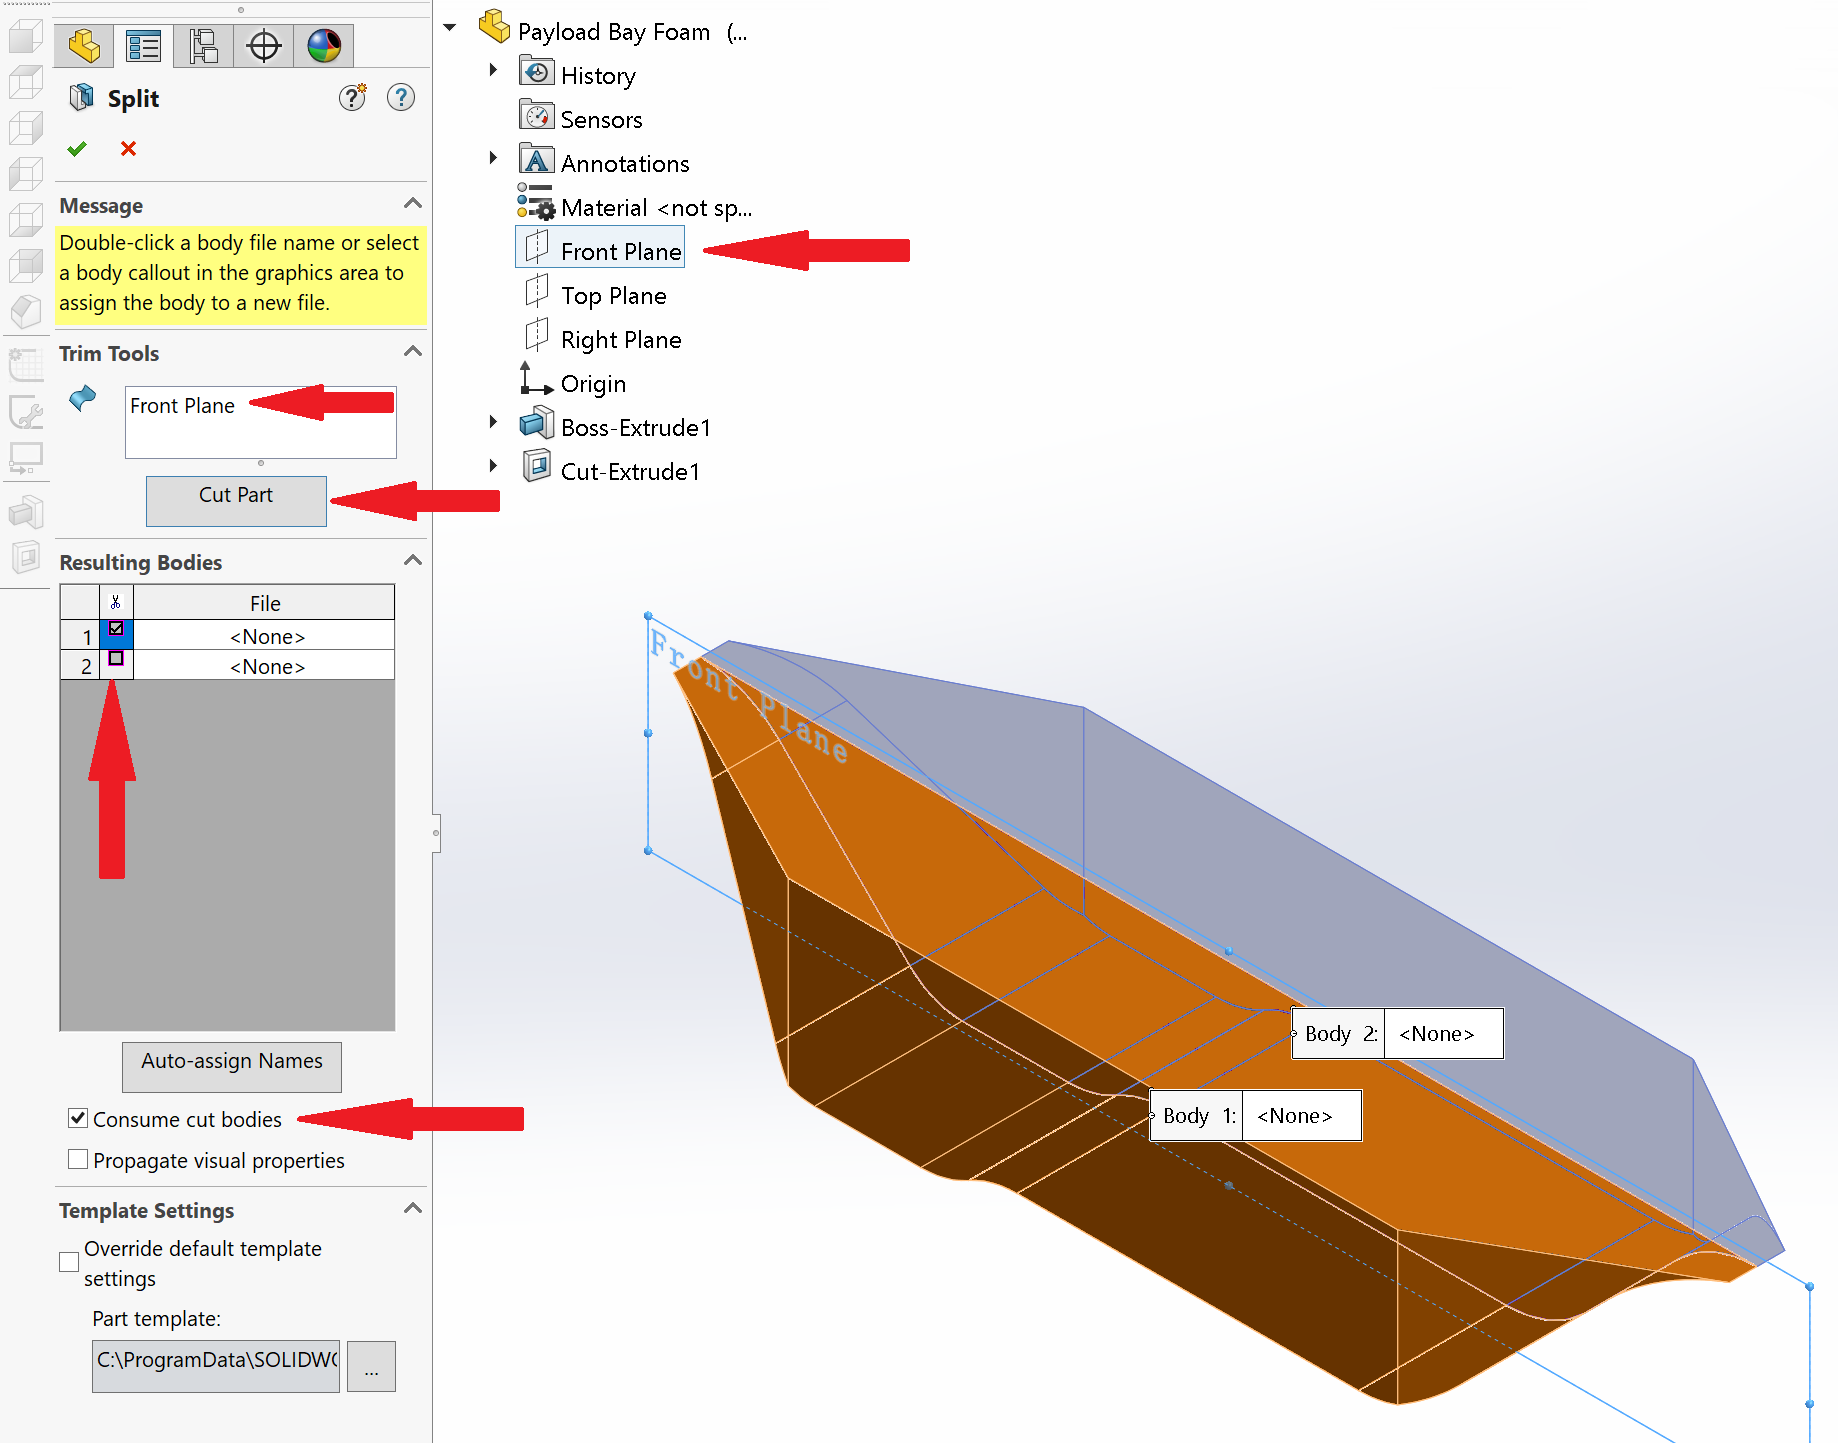 Split
Message
Double-click a body file name or select
a body callout in the graphics area to
assign the body to a new file.
Trim Tools
Front Plane
Cut Part
Resulting Bodies
File
1 <None>
2 <None>
Auto-assign Names
Consume cut bodies
Propagate visual properties
Template Settings
Override default template
settings
Part template:
C:\ProgramData\SOLIDWO
...
Payload Bay Foam (...
History
Sensors
Annotations
Material <not sp...
Front Plane
Top Plane
Right Plane
Origin
Boss-Extrude1
Cut-Extrude1
Front Plane
Body 2: <None>
Body 1: <None>